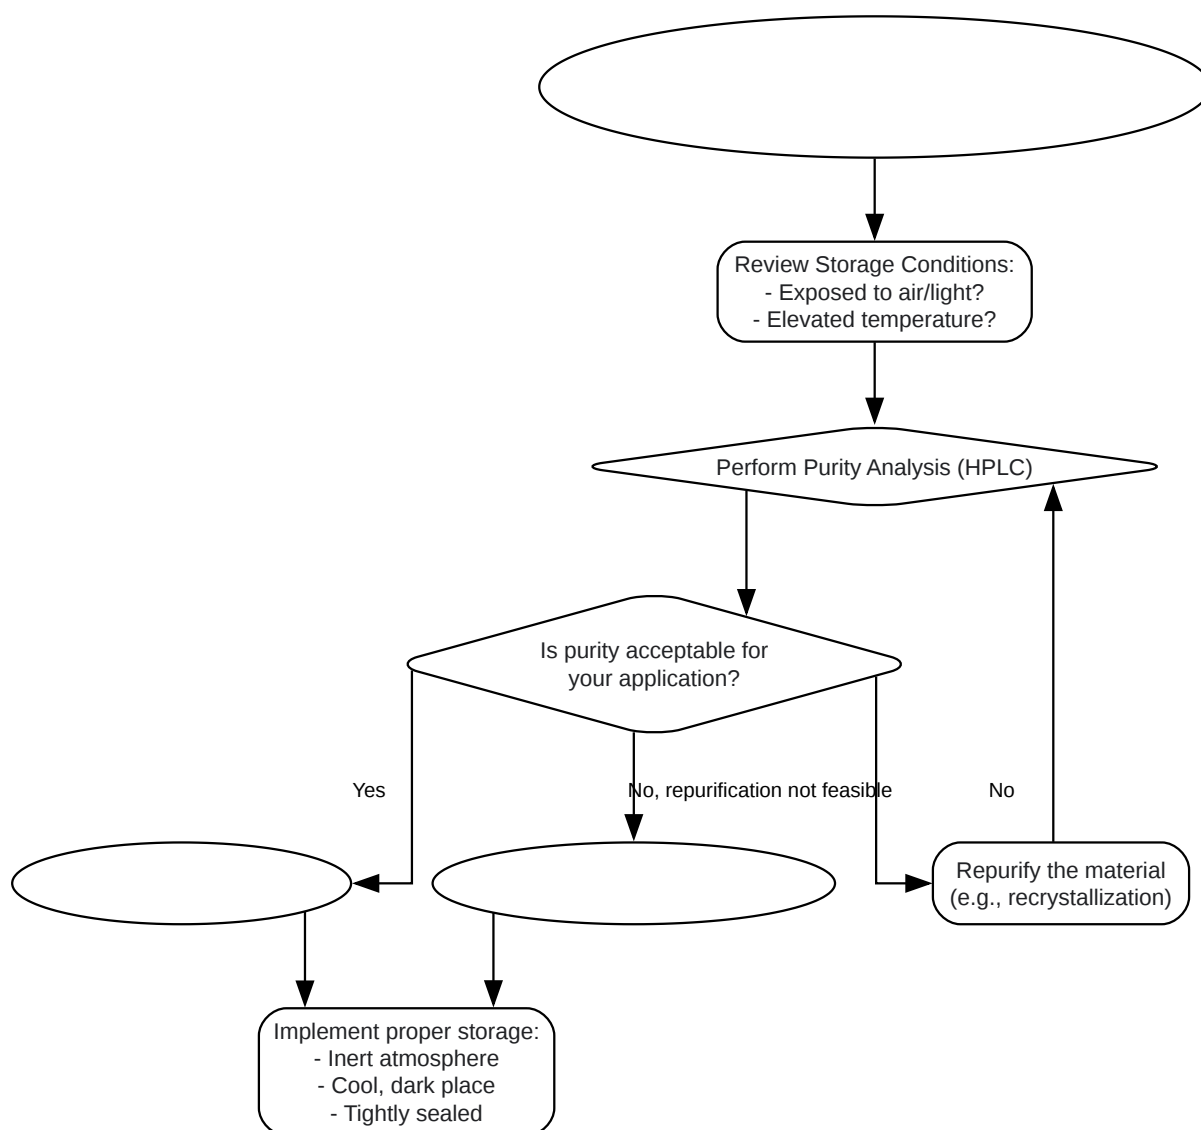 Review Storage Conditions:
- Exposed to air/light?
- Elevated temperature?
Perform Purity Analysis (HPLC)
Is purity acceptable for
your application?
Yes
No, repurification not feasible
No
Repurify the material
(e.g., recrystallization)
Implement proper storage:
- Inert atmosphere
- Cool, dark place
- Tightly sealed